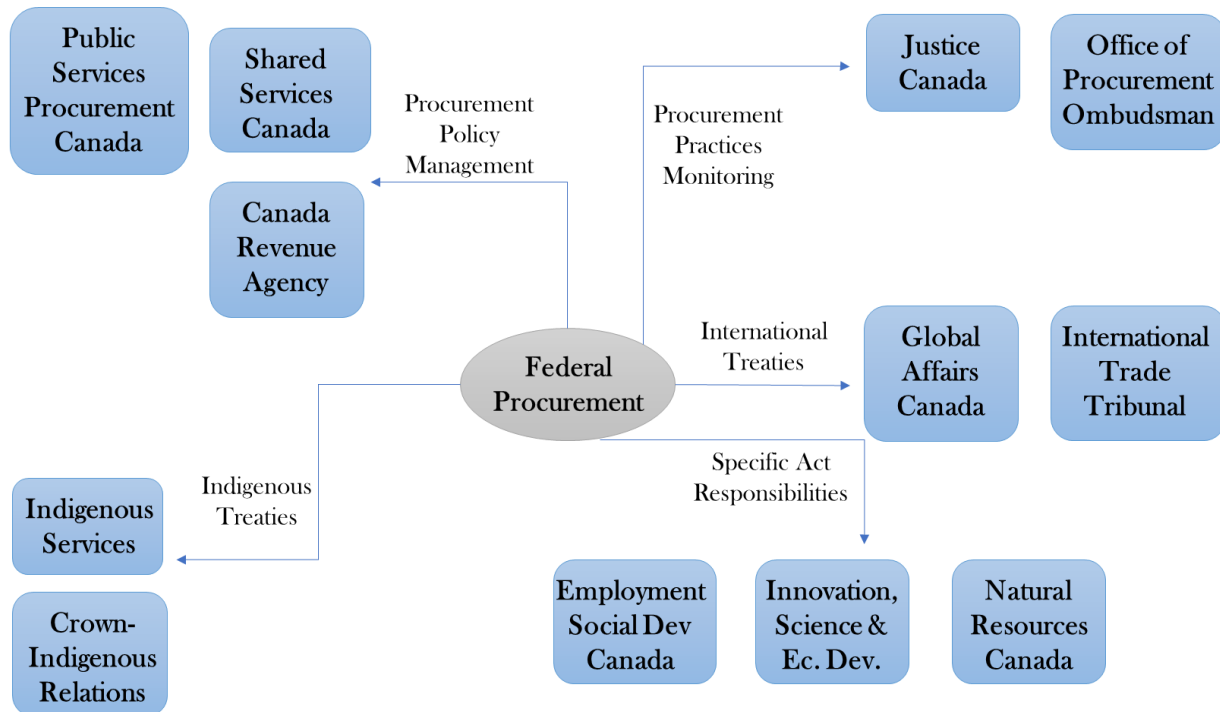 Public
Services
Procurement
Canada
Shared
Services
Canada
Procurement
Policy
Management
Canada
Revenue
Agency
Procurement
Practices
Monitoring
Justice
Canada
Office of
Procurement
Ombudsman
Federal
Procurement
International
Treaties
Global
Affairs
Canada
International
Trade
Tribunal
Indigenous
Treaties
Indigenous
Services
Crown-
Indigenous
Relations
Specific Act
Responsibilities
Employment
Social Dev
Canada
Innovation,
Science &
Ec. Dev.
Natural
Resources
Canada